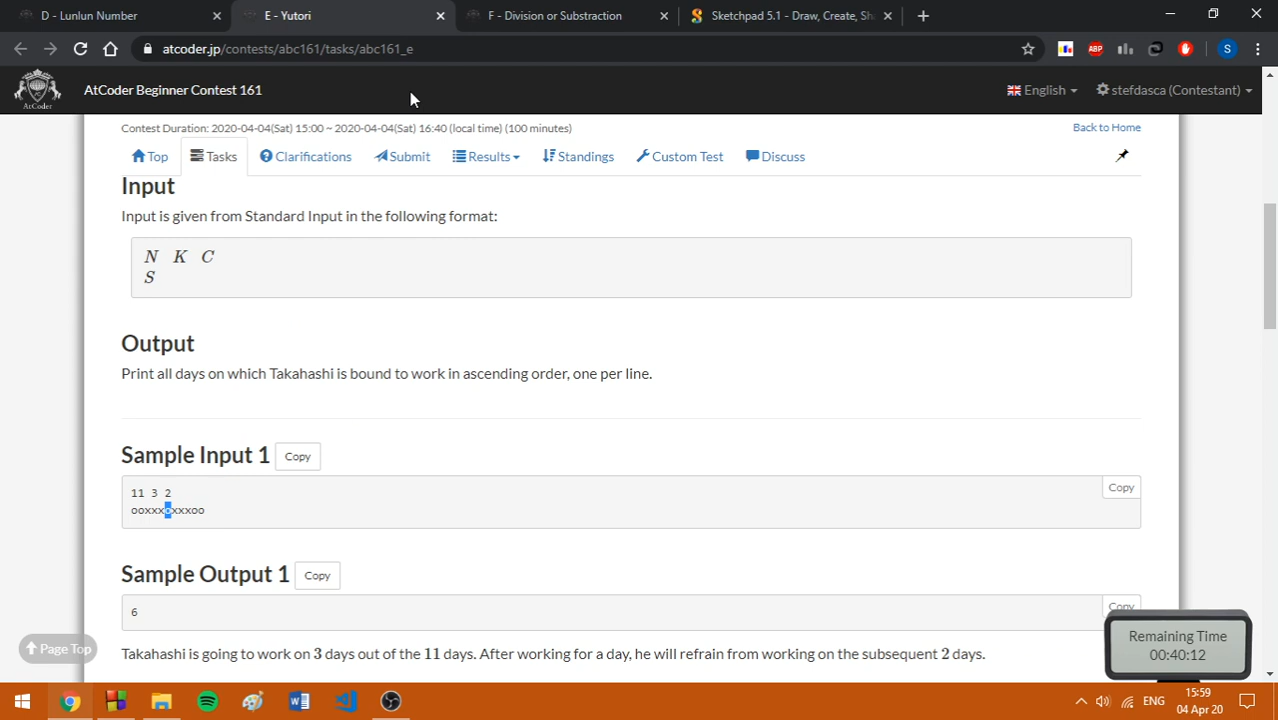 D - Lunlun Number
E - Yutori
F - Division or Substraction
Sketchpad 5.1 - Draw, Create, Sh
atcoder.jp/contests/abc161/tasks/abc161_e
ABP
S
AtCoder
AtCoder Beginner Contest 161
English
stefdasca (Contestant)
Contest Duration: 2020-04-04(Sat) 15:00 ~ 2020-04-04(Sat) 16:40 (local time) (100 minutes)
Back to Home
Top
Tasks
Clarifications
Submit
Results
Standings
Custom Test
Discuss
Input
Input is given from Standard Input in the following format:
N K C
S
Output
Print all days on which Takahashi is bound to work in ascending order, one per line.
Sample Input 1
Copy
Copy
11 3 2
ooxxxoxxxoo
Sample Output 1
Copy
Copy
6
Takahashi is going to work on 3 days out of the 11 days. After working for a day, he will refrain from working on the subsequent 2 days.
Page Top
Remaining Time
00:40:12
ENG
15:59
04 Apr 20